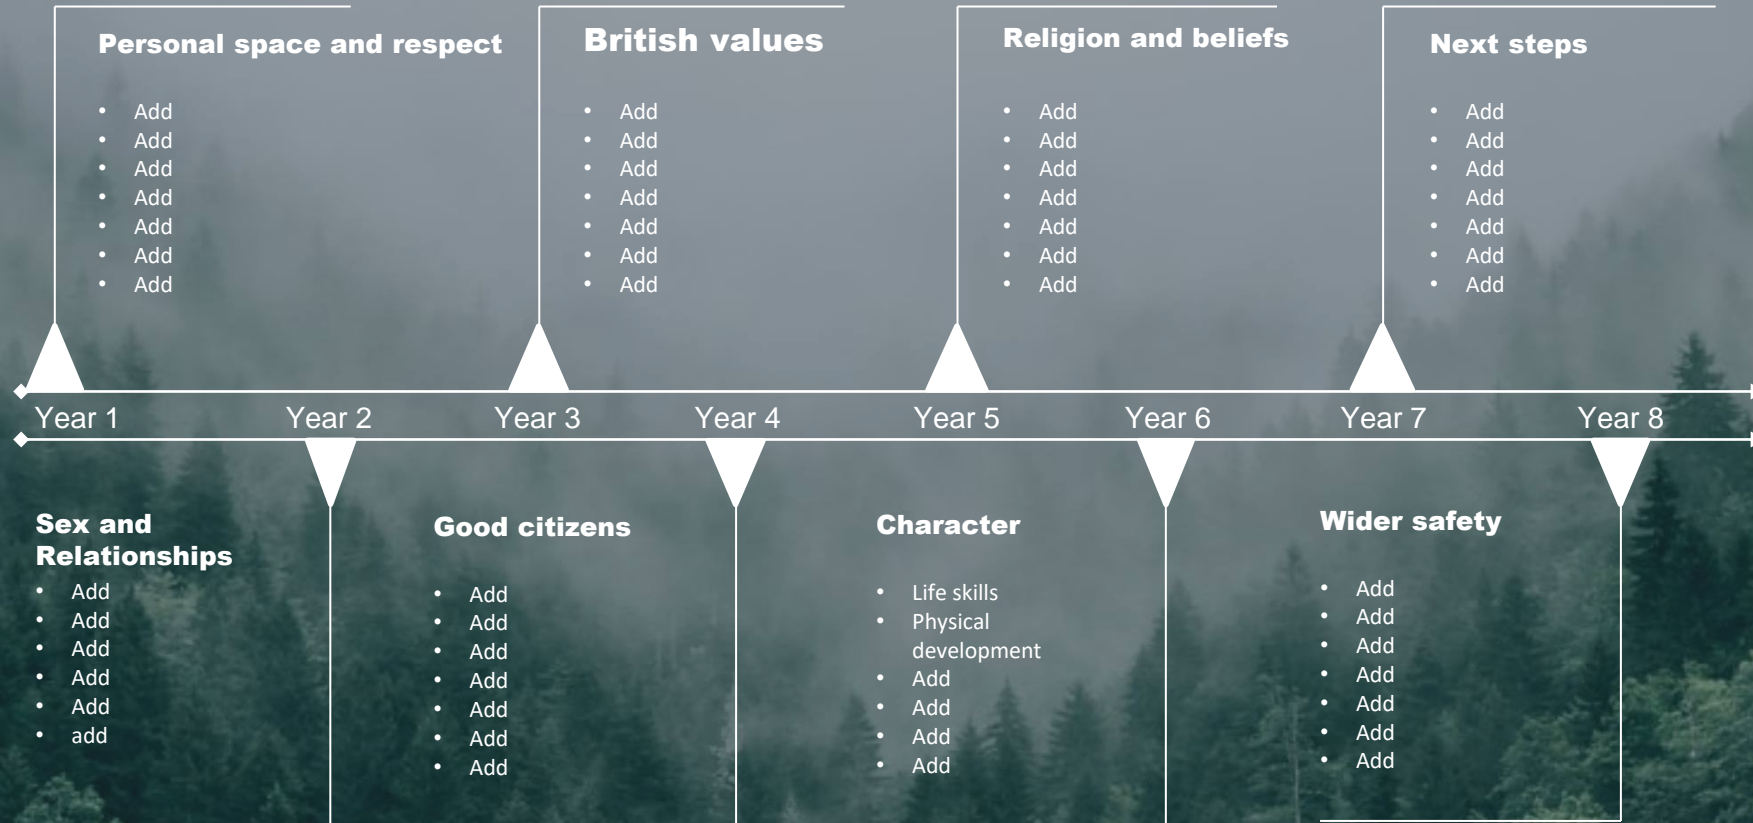 Personal space and respect
• Add
• Add
• Add
• Add
• Add
• Add
• Add
British values
• Add
• Add
• Add
• Add
• Add
• Add
• Add
Religion and beliefs
• Add
• Add
• Add
• Add
• Add
• Add
• Add
Next steps
• Add
• Add
• Add
• Add
• Add
• Add
• Add
Year 1 Year 2 Year 3 Year 4 Year 5 Year 6 Year 7 Year 8
Sex and
Relationships
• Add
• Add
• Add
• Add
• Add
• add
Good citizens
• Add
• Add
• Add
• Add
• Add
• Add
• Add
Character
• Life skills
• Physical
development
• Add
• Add
• Add
• Add
Wider safety
• Add
• Add
• Add
• Add
• Add
• Add
• Add